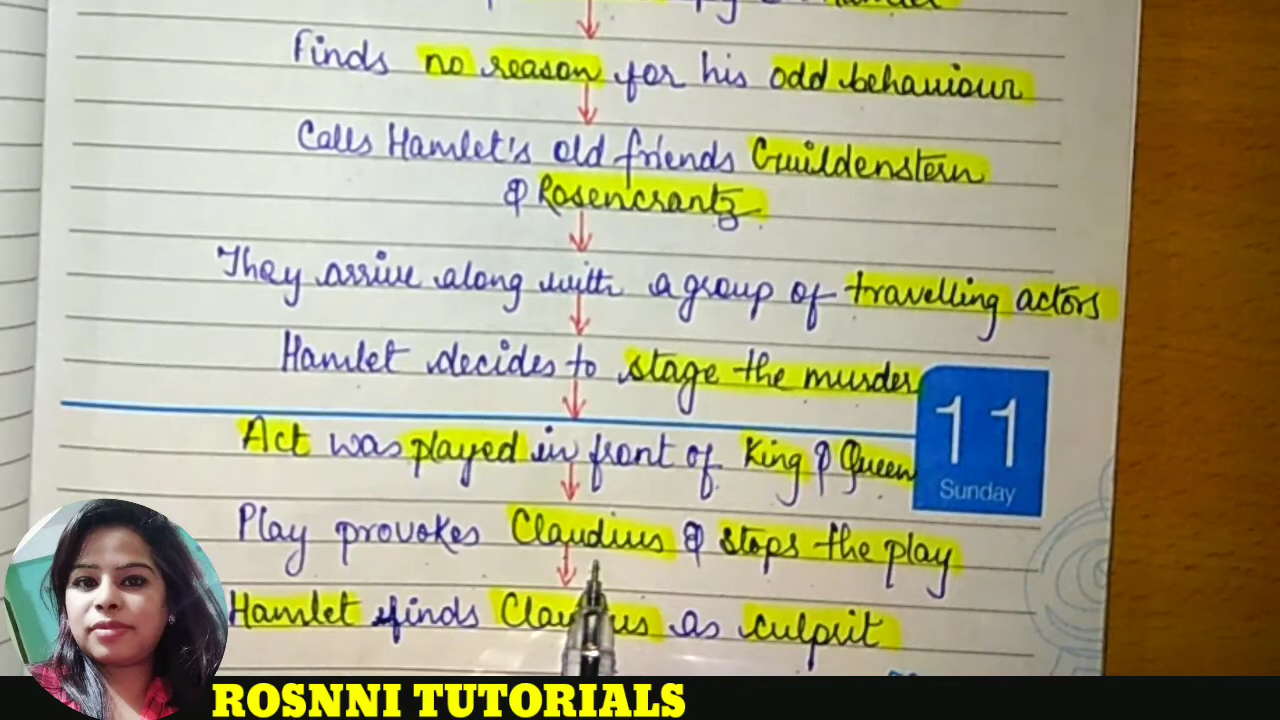 Finds no reason for his odd behaviour
Calls Hamlet's old friends Guildenstern
& Rosencrantz
They arrive along with a group of travelling actors
Hamlet decides to stage the murder
Act was played in front of King & Queen
11
Sunday
Play provokes Claudius & stops the play
Hamlet finds Claudius as culprit
ROSNNI TUTORIALS